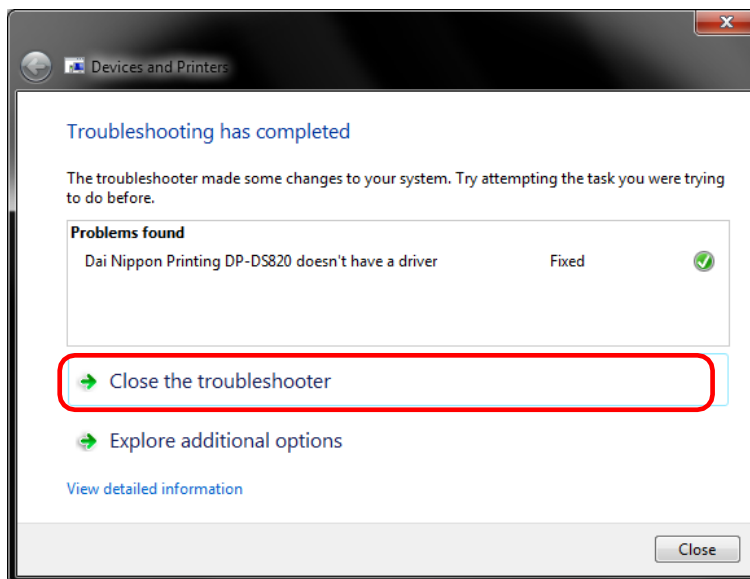 Devices and Printers
Troubleshooting has completed
The troubleshooter made some changes to your system. Try attempting the task you were trying
to do before.
Problems found
Dai Nippon Printing DP-DS820 doesn't have a driver Fixed
Close the troubleshooter
Explore additional options
View detailed information
Close